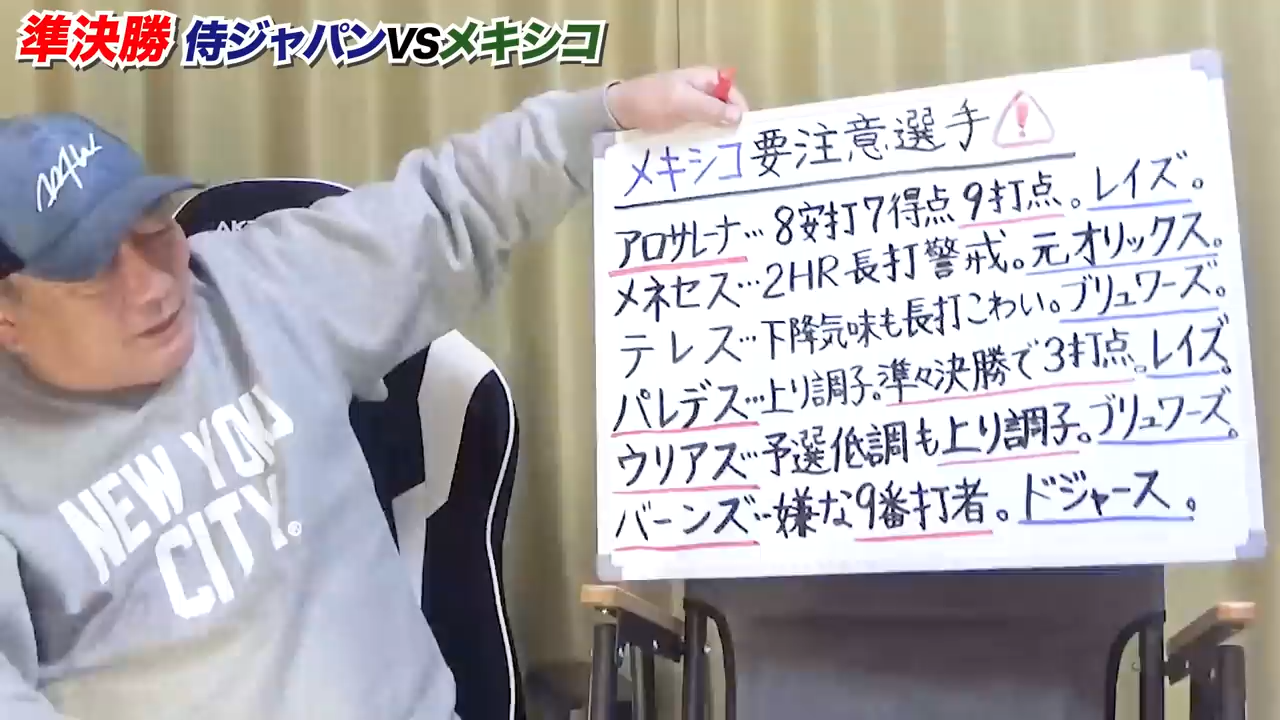 準決勝 侍ジャパンVSメキシコ
メキシコ要注意選手
アロサレーナ…8安打7得点9打点。レイズ。
メネセス…2HR長打警戒。元オリックス。
テレス…下降気味も長打こわい。ブリュワーズ。
パレデス…上り調子。準々決勝で3打点。レイズ。
ウリアズ…予選低調も上り調子。ブリュワーズ。
バーンズ…嫌な9番打者。ドジャース。
NEW YORK
CITY®